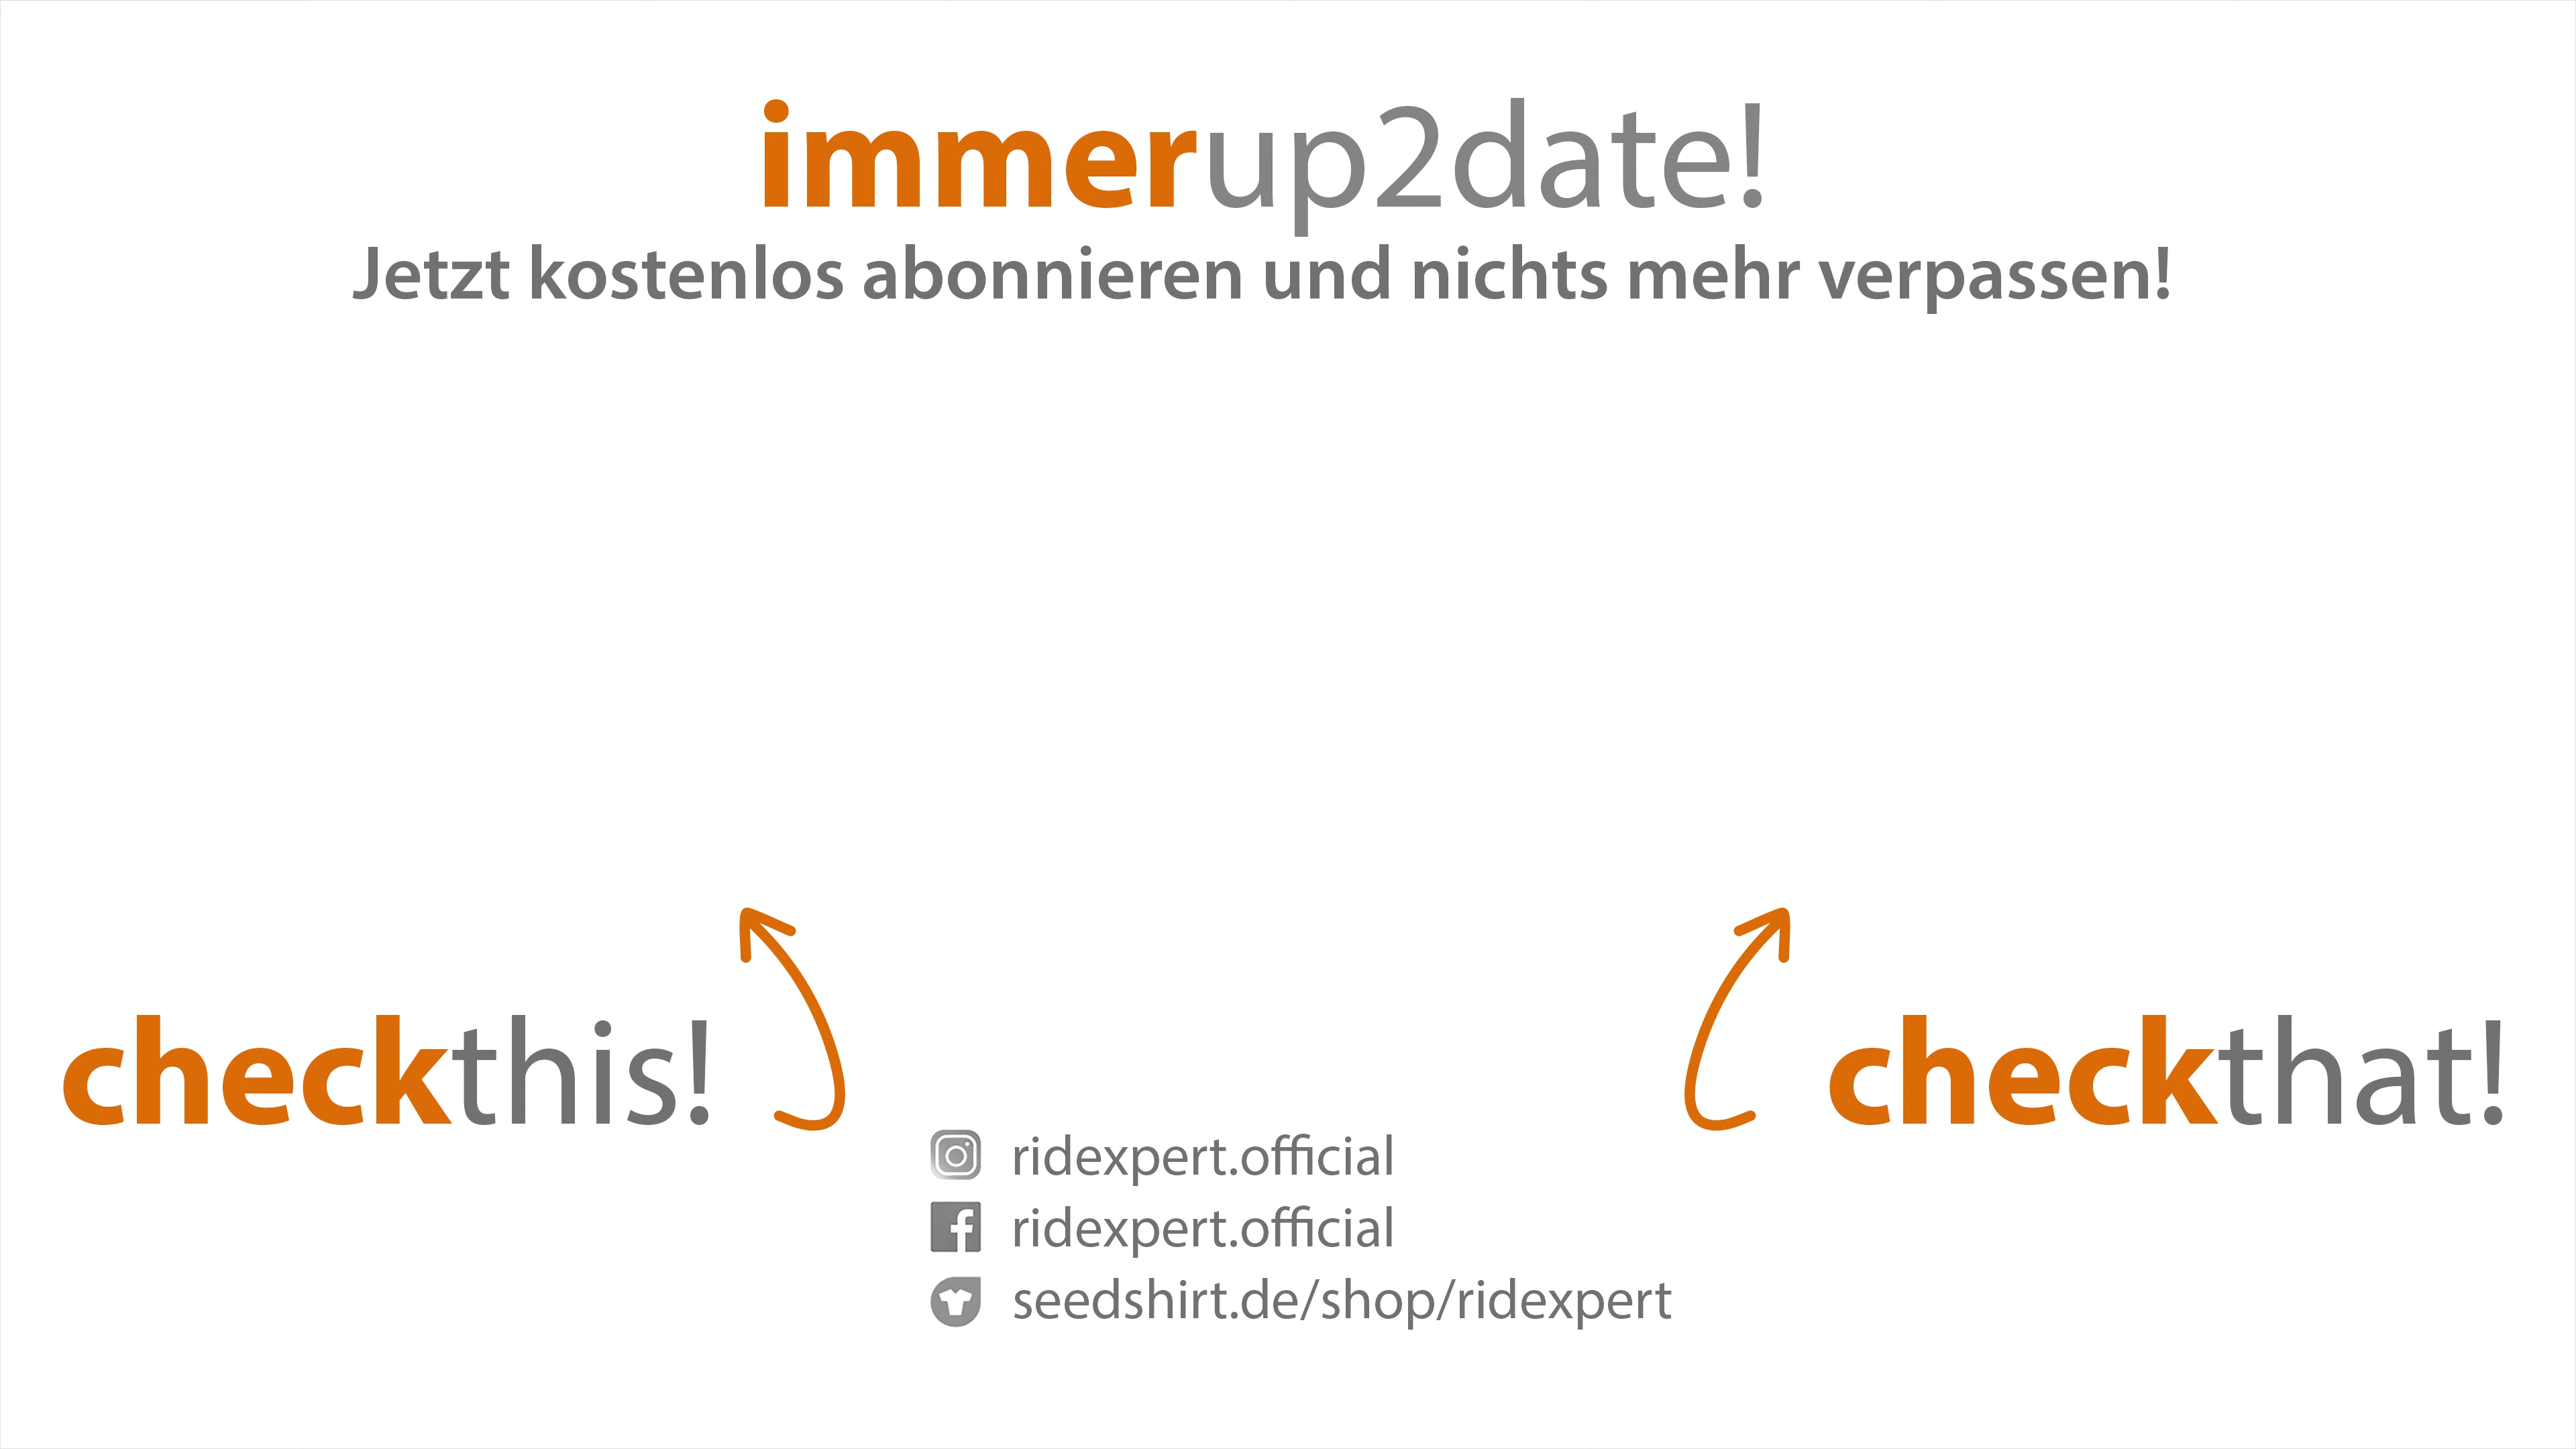 immerup2date!
Jetzt kostenlos abonnieren und nichts mehr verpassen!
checkthis!
checkthat!
ridexpert.official
ridexpert.official
seedshirt.de/shop/ridexpert